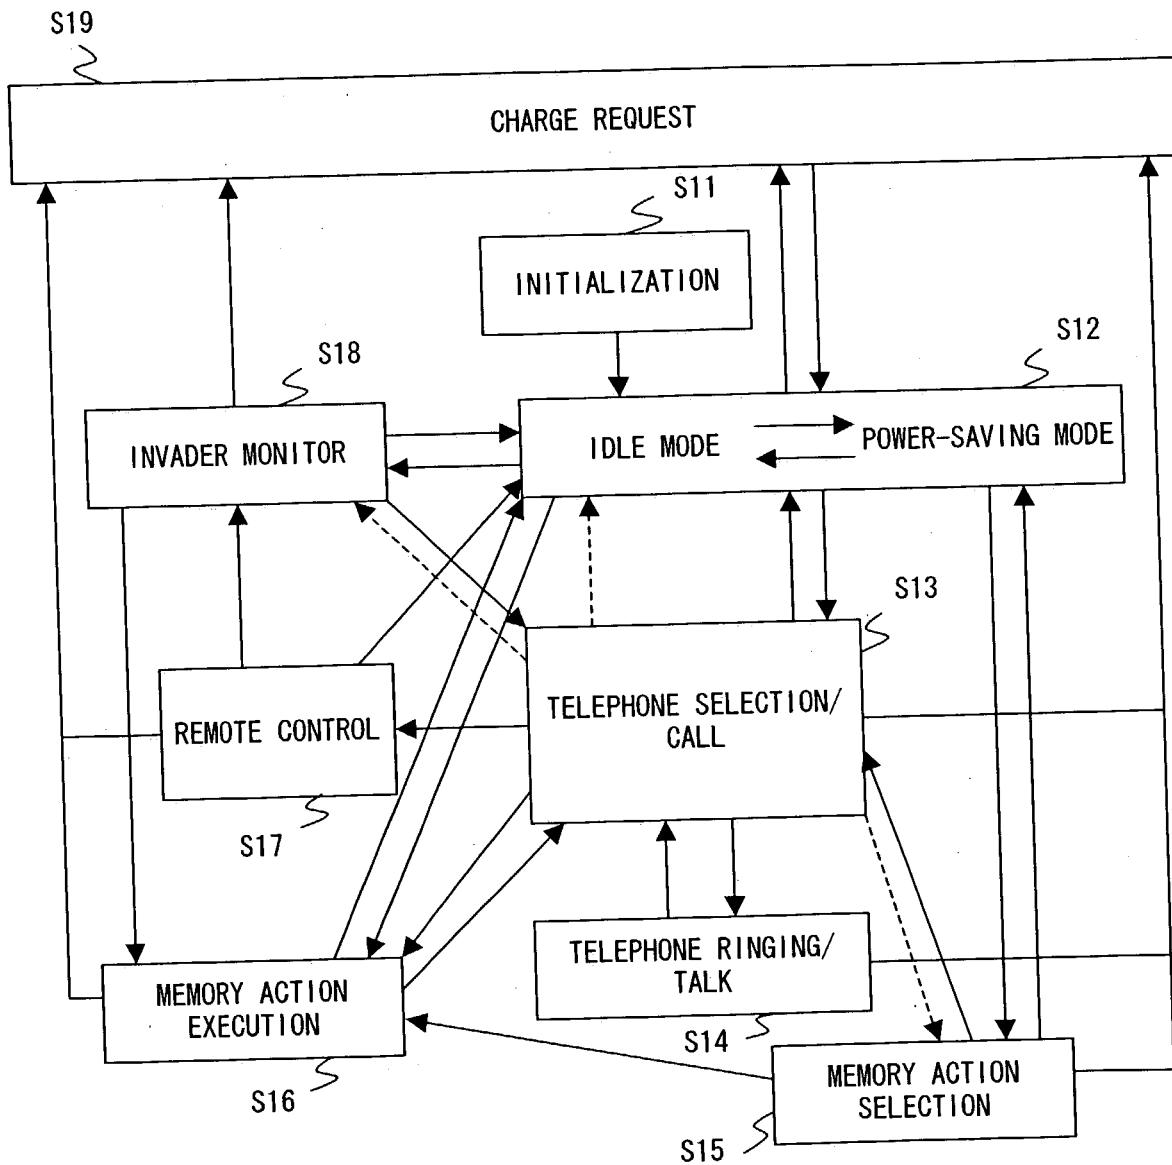 S19
CHARGE REQUEST
S11
INITIALIZATION
S18
S12
INVADER MONITOR
IDLE MODE
POWER-SAVING MODE
S13
TELEPHONE SELECTION/
CALL
REMOTE CONTROL
S17
TELEPHONE RINGING/
TALK
S14
MEMORY ACTION
EXECUTION
S16
MEMORY ACTION
SELECTION
S15